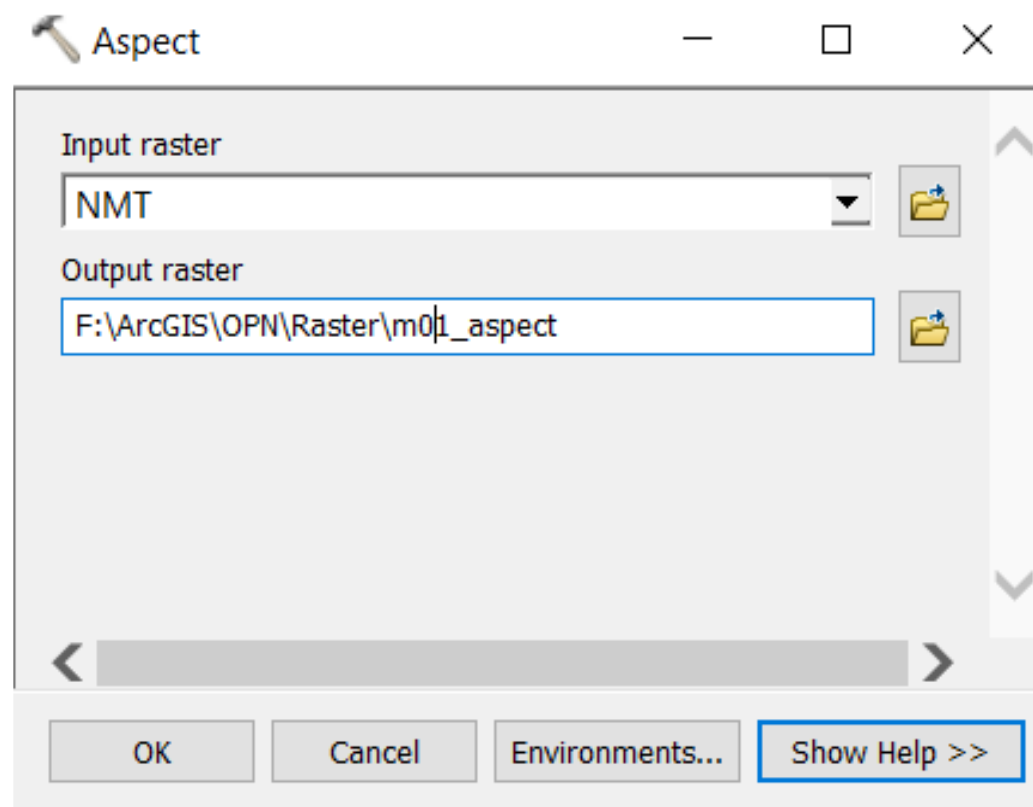 Aspect
Input raster
NMT
Output raster
F:\ArcGIS\OPN\Raster\m01_aspect
OK Cancel Environments... Show Help >>